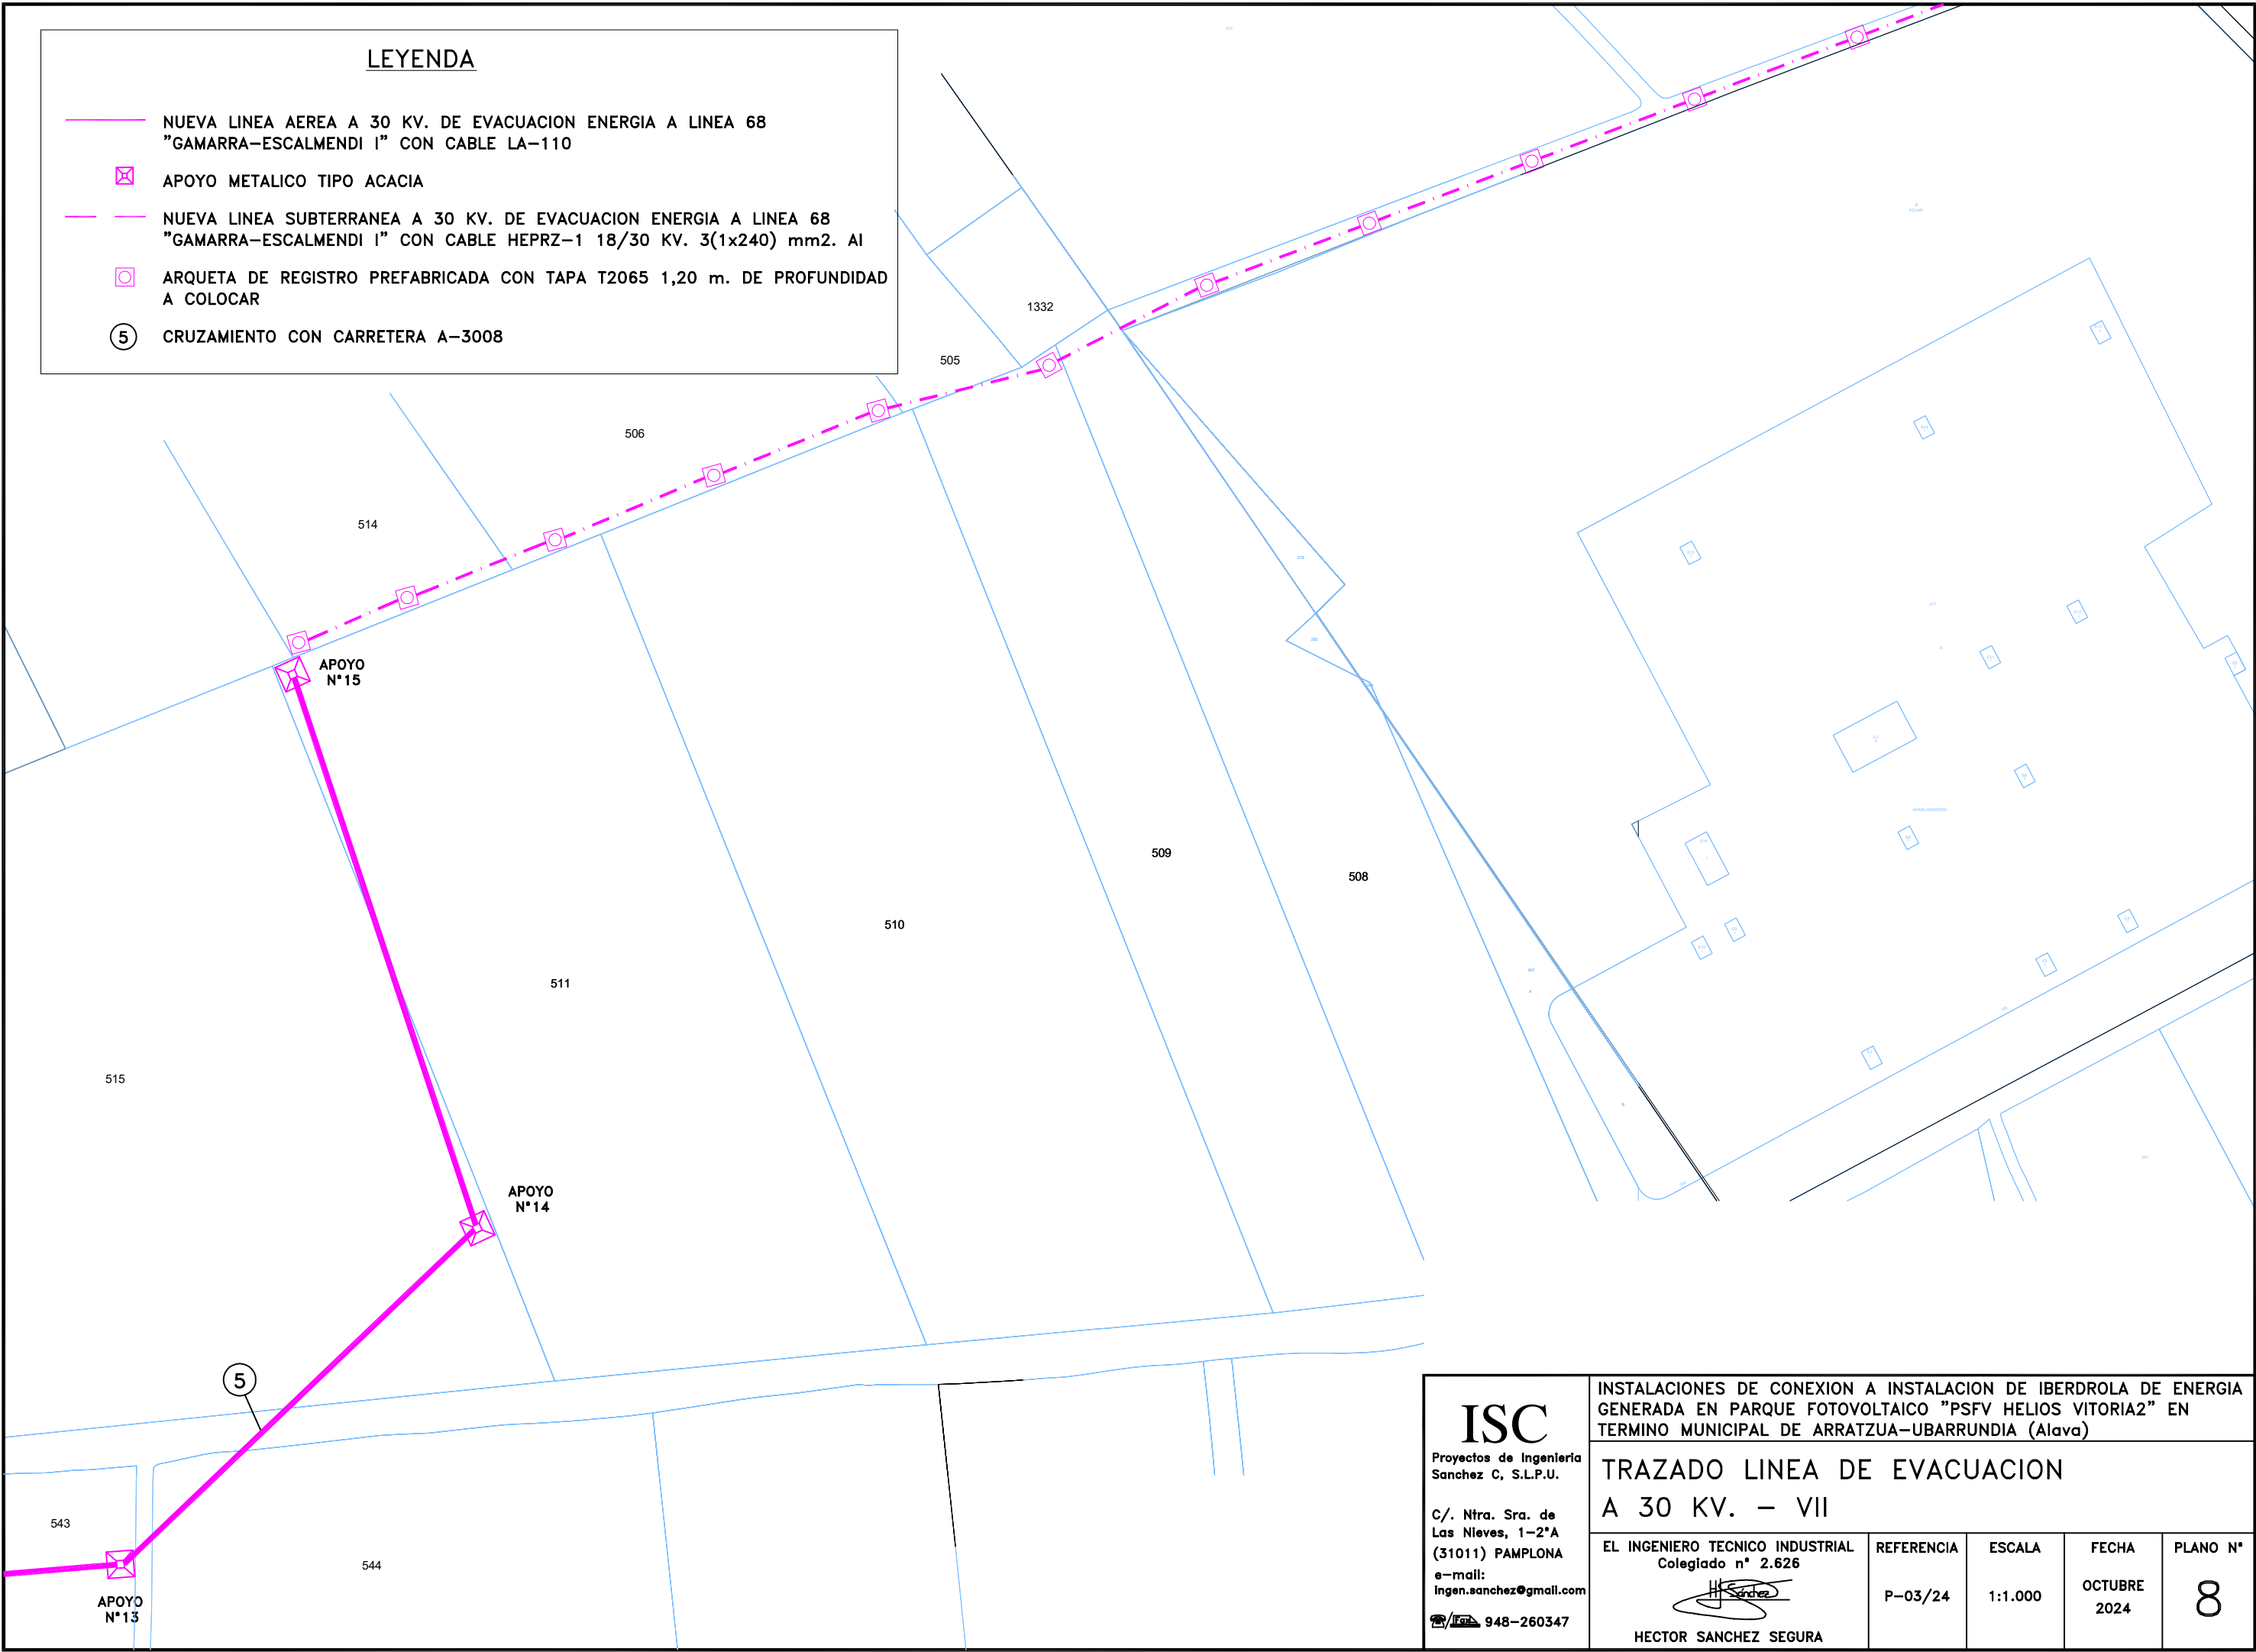 LEYENDA
NUEVA LINEA AEREA A 30 KV. DE EVACUACION ENERGIA A LINEA 68
"GAMARRA-ESCALMENDI I" CON CABLE LA-110
APOYO METALICO TIPO ACACIA
NUEVA LINEA SUBTERRANEA A 30 KV. DE EVACUACION ENERGIA A LINEA 68
"GAMARRA-ESCALMENDI I" CON CABLE HEPRZ-1 18/30 KV. 3(1x240) mm2. Al
ARQUETA DE REGISTRO PREFABRICADA CON TAPA T2065 1,20 m. DE PROFUNDIDAD
A COLOCAR
5 CRUZAMIENTO CON CARRETERA A-3008
1332
505
506
514
APOYO
N°15
509
508
510
511
515
APOYO
N°14
5
543
544
APOYO
N°13
ISC
Proyectos de Ingenieria
Sanchez C, S.L.P.U.
C/. Ntra. Sra. de
Las Nieves, 1-2°A
(31011) PAMPLONA
e-mail:
ingen.sanchez@gmail.com
Fax. 948-260347
INSTALACIONES DE CONEXION A INSTALACION DE IBERDROLA DE ENERGIA
GENERADA EN PARQUE FOTOVOLTAICO "PSFV HELIOS VITORIA2" EN
TERMINO MUNICIPAL DE ARRATZUA-UBARRUNDIA (Alava)
TRAZADO LINEA DE EVACUACION
A 30 KV. - VII
EL INGENIERO TECNICO INDUSTRIAL
Colegiado n° 2.626
HECTOR SANCHEZ SEGURA
REFERENCIA
P-03/24
ESCALA
1:1.000
FECHA
OCTUBRE
2024
PLANO N°
8